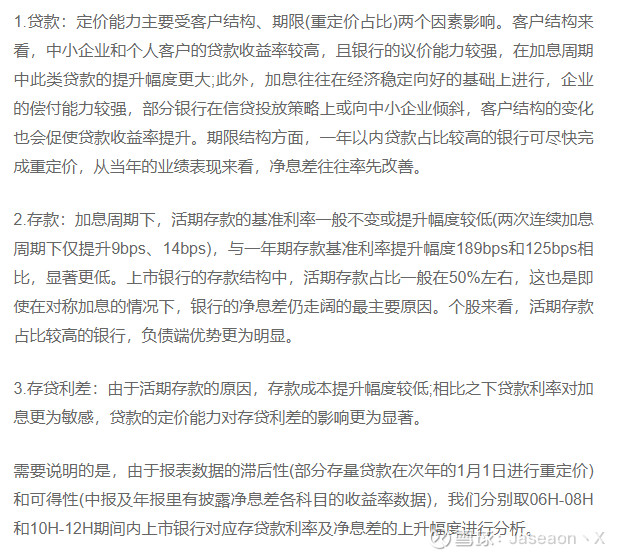 1.贷款：定价能力主要受客户结构、期限(重定价占比)两个因素影响。客户结构来
看，中小企业和个人客户的贷款收益率较高，且银行的议价能力较强，在加息周期
中此类贷款的提升幅度更大;此外，加息往往在经济稳定向好的基础上进行，企业
的偿付能力较强，部分银行在信贷投放策略上或向中小企业倾斜，客户结构的变化
也会促使贷款收益率提升。期限结构方面，一年以内贷款占比较高的银行可尽快完
成重定价，从当年的业绩表现来看，净息差往往率先改善。
2.存款：加息周期下，活期存款的基准利率一般不变或提升幅度较低(两次连续加息
周期下仅提升9bps、14bps)，与一年期存款基准利率提升幅度189bps和125bps相
比，显著更低。上市银行的存款结构中，活期存款占比一般在50%左右，这也是即
使在对称加息的情况下，银行的净息差仍走阔的最主要原因。个股来看，活期存款
占比较高的银行，负债端优势更为明显。
3.存贷利差：由于活期存款的原因，存款成本提升幅度较低;相比之下贷款利率对加
息更为敏感，贷款的定价能力对存贷利差的影响更为显著。
需要说明的是，由于报表数据的滞后性(部分存量贷款在次年的1月1日进行重定价)
和可得性(中报及年报里有披露净息差各科目的收益率数据)，我们分别取06H-08H
和10H-12H期间内上市银行对应存贷款利率及净息差的上升幅度进行分析。
雪球：Jaseaon丶X